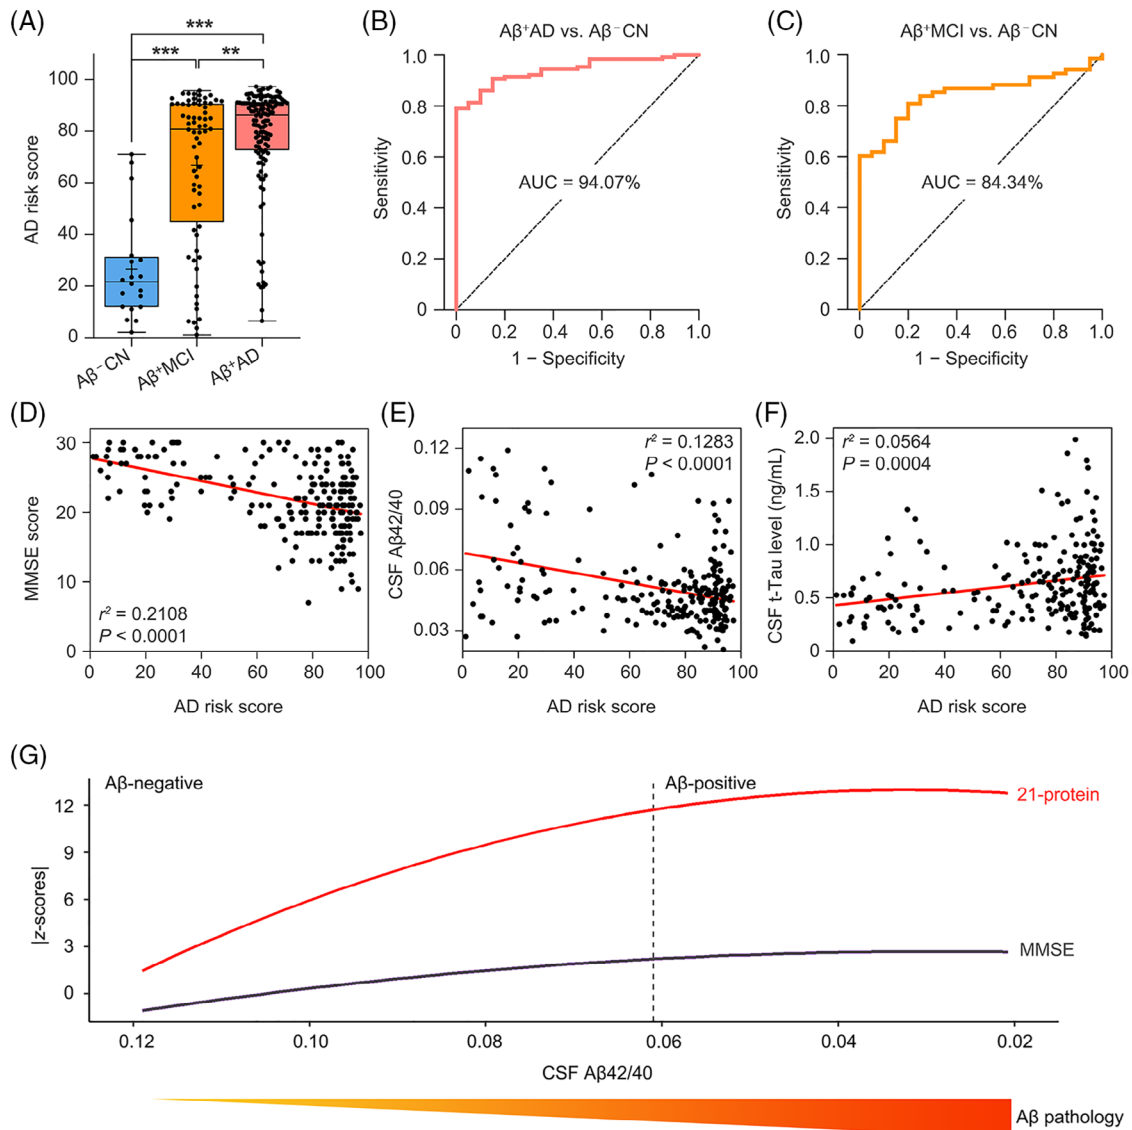 (A)
***
***
**
100
80
60
40
20
0
AD risk score
Aβ⁻CN
Aβ⁺MCI
Aβ⁺AD
(B)
Aβ⁺AD vs. Aβ⁻CN
1.0
0.8
0.6
0.4
0.2
0
Sensitivity
AUC = 94.07%
0 0.2 0.4 0.6 0.8 1.0
1 − Specificity
(C)
Aβ⁺MCI vs. Aβ⁻CN
1.0
0.8
0.6
0.4
0.2
0
Sensitivity
AUC = 84.34%
0 0.2 0.4 0.6 0.8 1.0
1 − Specificity
(D)
30
20
10
0
MMSE score
r² = 0.2108
P < 0.0001
0 20 40 60 80 100
AD risk score
(E)
0.12
0.09
0.06
0.03
CSF Aβ42/40
r² = 0.1283
P < 0.0001
0 20 40 60 80 100
AD risk score
(F)
2.0
1.5
1.0
0.5
0
CSF t-Tau level (ng/mL)
r² = 0.0564
P = 0.0004
0 20 40 60 80 100
AD risk score
(G)
Aβ-negative
Aβ-positive
12
9
6
3
0
|z-scores|
21-protein
MMSE
0.12 0.10 0.08 0.06 0.04 0.02
CSF Aβ42/40
Aβ pathology